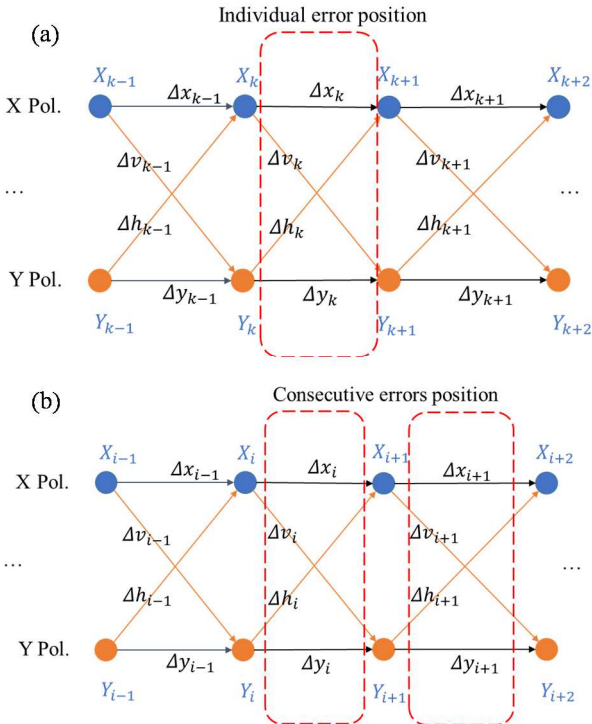 Individual error position
(a)
X_{k-1} X_k X_{k+1} X_{k+2}
X Pol. Δx_{k-1} Δx_k Δx_{k+1}
Δv_{k-1} Δv_k Δv_{k+1}
... ...
Δh_{k-1} Δh_k Δh_{k+1}
Y Pol. Δy_{k-1} Δy_k Δy_{k+1}
Y_{k-1} Y_k Y_{k+1} Y_{k+2}
Consecutive errors position
(b)
X_{i-1} X_i X_{i+1} X_{i+2}
X Pol. Δx_{i-1} Δx_i Δx_{i+1}
Δv_{i-1} Δv_i Δv_{i+1}
... ...
Δh_{i-1} Δh_i Δh_{i+1}
Y Pol. Δy_{i-1} Δy_i Δy_{i+1}
Y_{i-1} Y_i Y_{i+1} Y_{i+2}